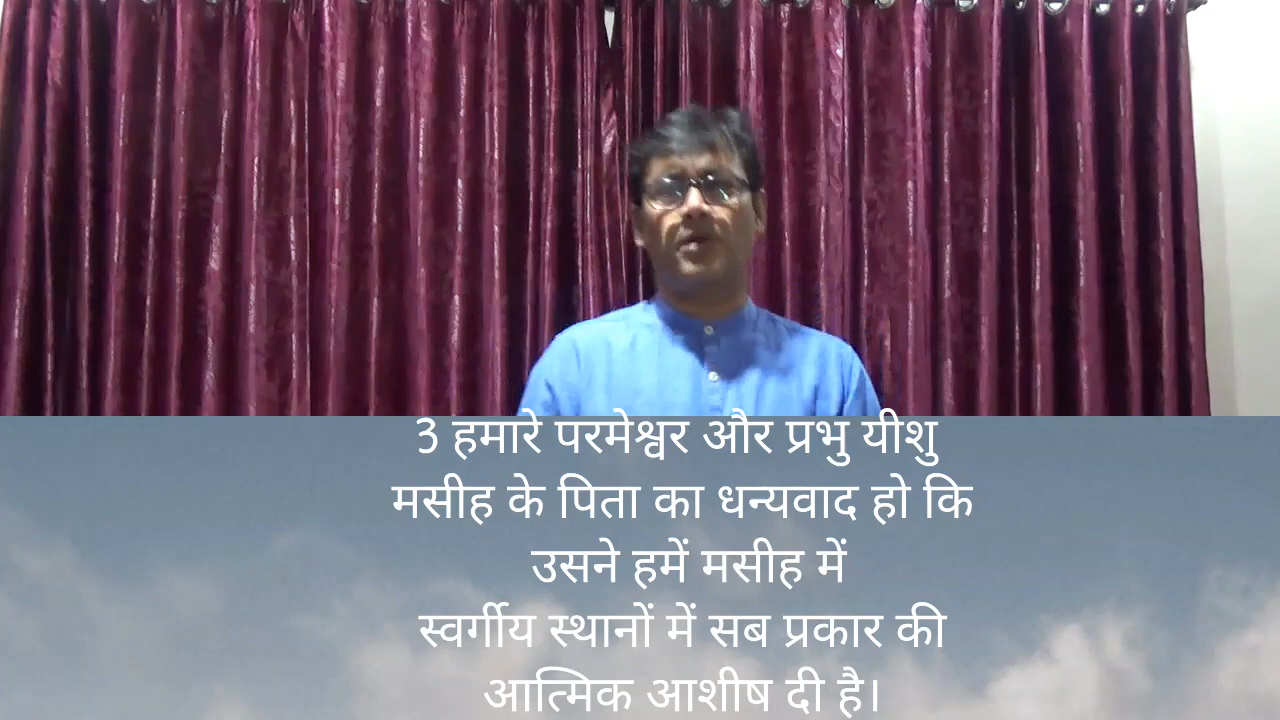 3 हमारे परमेश्वर और प्रभु यीशु
मसीह के पिता का धन्यवाद हो कि
उसने हमें मसीह में
स्वर्गीय स्थानों में सब प्रकार की
आत्मिक आशीष दी है।